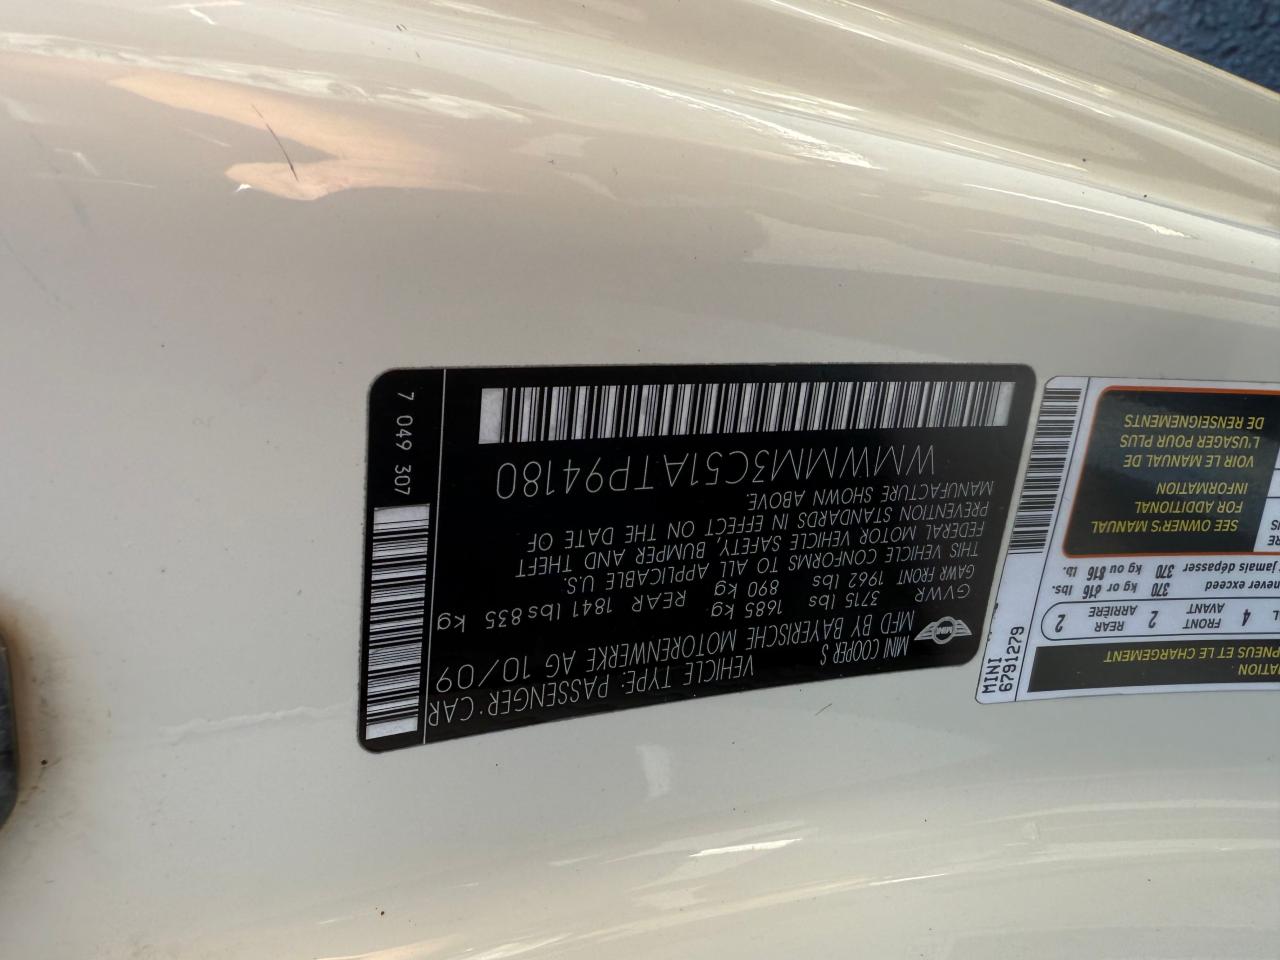 MINI COOPER S
MFD BY BAYERISCHE MOTORENWERKE AG 10/09
VEHICLE TYPE: PASSENGER CAR
GVWR 3715 lbs 1685 kg
GAWR FRONT 1962 lbs 890 kg REAR 1841 lbs 835 kg
THIS VEHICLE CONFORMS TO ALL APPLICABLE U.S.
FEDERAL MOTOR VEHICLE SAFETY, BUMPER AND THEFT
PREVENTION STANDARDS IN EFFECT ON THE DATE OF
MANUFACTURE SHOWN ABOVE
WMWMM3C51ATP94180
7 049 307
MINI
MINI
6791279
PNEUS ET LE CHARGEMENT
FRONT
AVANT
2
REAR
ARRIÈRE
2
4
never exceed 370 kg or 816 lbs.
jamais dépasser 370 kg ou 816 lb.
SEE OWNER'S MANUAL
FOR ADDITIONAL
INFORMATION
VOIR LE MANUAL DE
L'USAGER POUR PLUS
DE RENSEIGNEMENTS